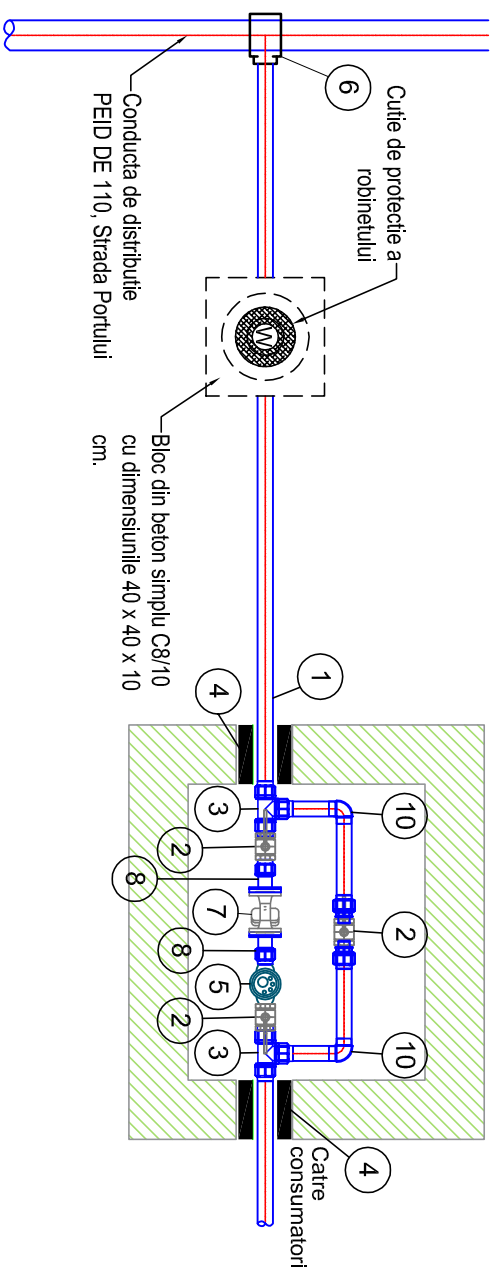 Conducta de distributie
PEID DE 110, Strada Portului
6
Cutie de protectie a
robinetului
W
Bloc din beton simplu C8/10
cu dimensiunile 40 x 40 x 10
cm.
1
4
3
2
8
7
8
5
2
3
10
2
10
4
Catre
consumatori